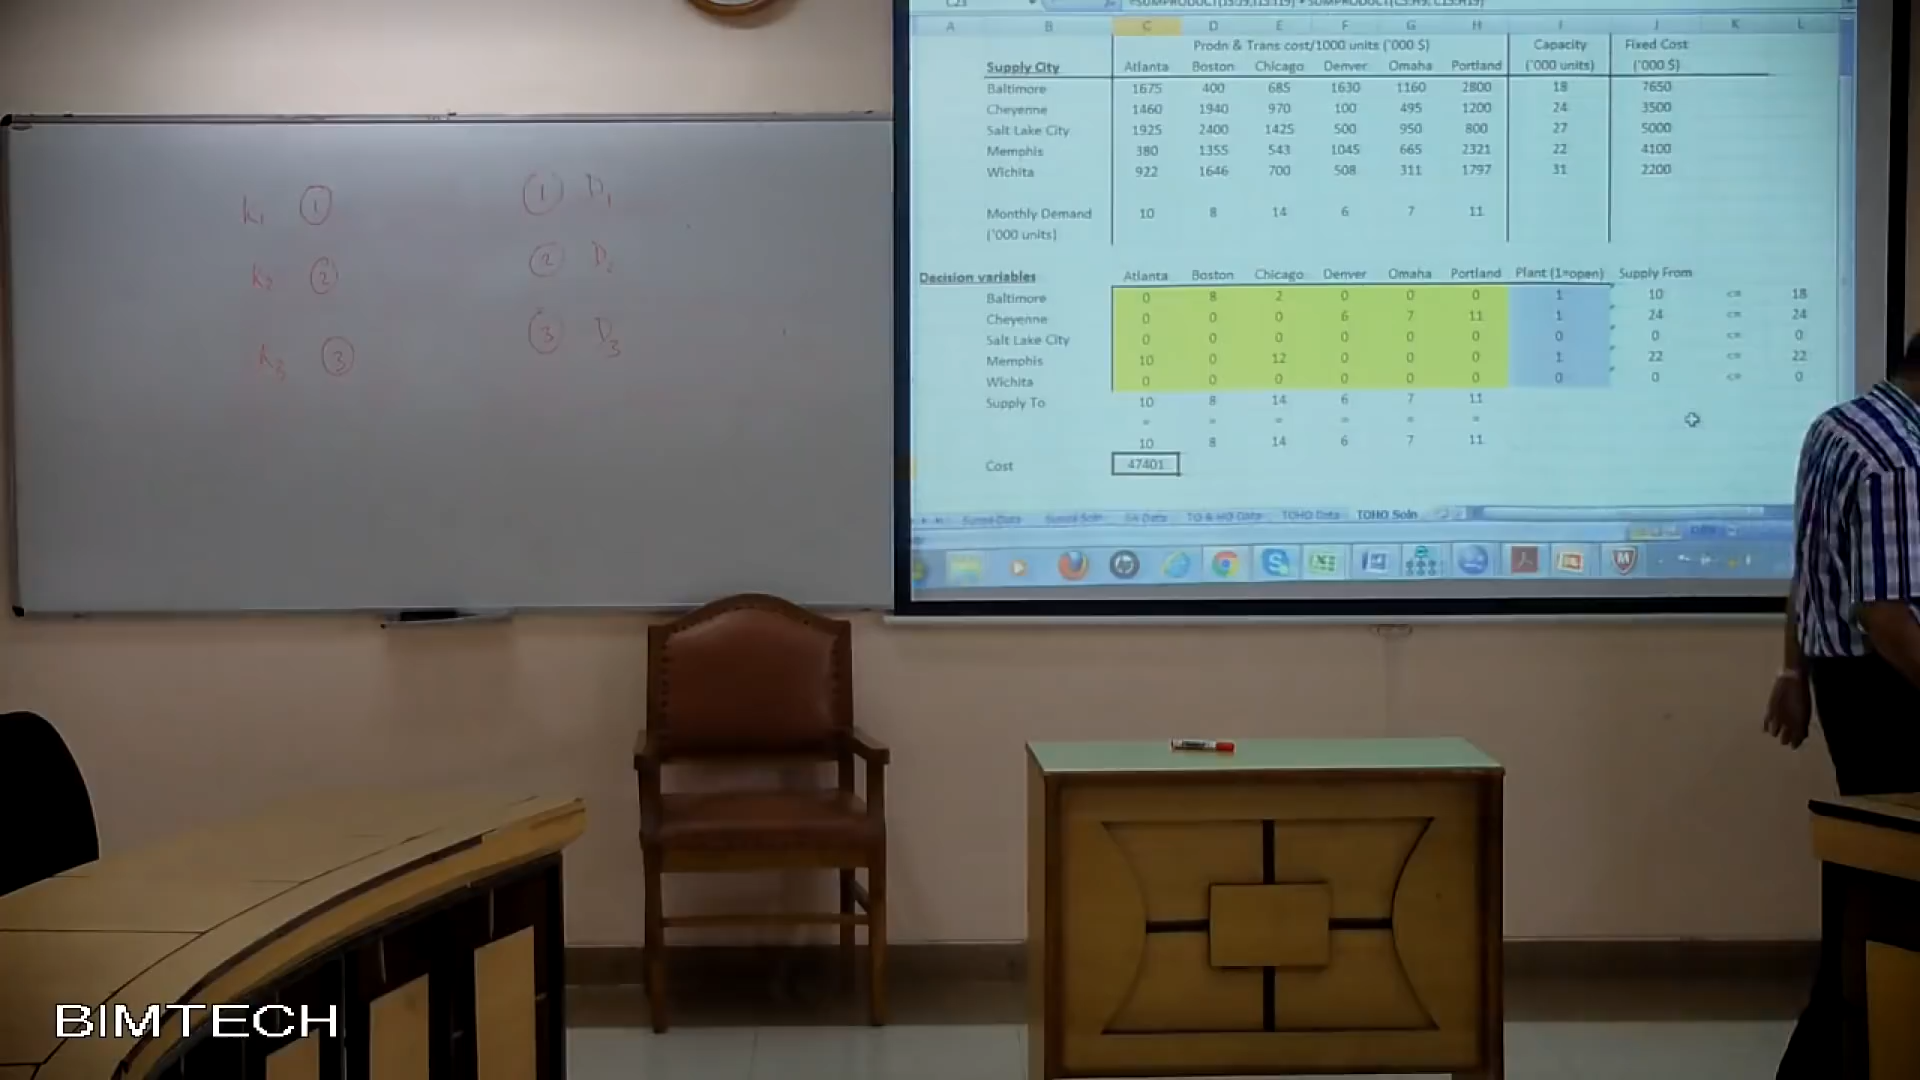 K1 1 1 D1
K2 2 2 D2
K3 3 3 D3
A B C D E F G H I J K L
Prodn & Trans cost/1000 units ('000 $) Capacity Fixed Cost
Supply City Atlanta Boston Chicago Denver Omaha Portland ('000 units) ('000 $)
Baltimore 1675 400 685 1630 1160 2800 18 7650
Cheyenne 1460 1940 970 100 495 1200 24 3500
Salt Lake City 1925 2400 1425 500 950 800 27 5000
Memphis 380 1355 543 1045 665 2321 22 4100
Wichita 922 1646 700 508 311 1797 31 2200
Monthly Demand 10 8 14 6 7 11
('000 units)
Decision variables Atlanta Boston Chicago Denver Omaha Portland Plant (1=open) Supply From
Baltimore 0 8 2 0 0 0 1 10 <= 18
Cheyenne 0 0 0 6 7 11 1 24 <= 24
Salt Lake City 0 0 0 0 0 0 0 0 <= 0
Memphis 10 0 12 0 0 0 1 22 <= 22
Wichita 0 0 0 0 0 0 0 0 <= 0
Supply To 10 8 14 6 7 11
= = = = = =
10 8 14 6 7 11
Cost 47401
TOHO Data TOHO Soln
BIMTECH